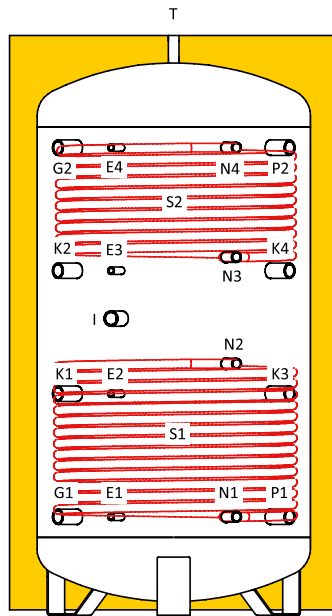 T
G2 E4 N4 P2
S2
K2 E3 K4
N3
I
N2
K1 E2 K3
S1
G1 E1 N1 P1